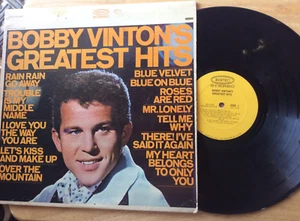 BOBBY VINTON'S
GREATEST HITS
RAIN RAIN
GO AWAY
TROUBLE
IS MY
MIDDLE
NAME
I LOVE YOU
THE WAY
YOU ARE
LET'S KISS
AND MAKE UP
OVER THE
MOUNTAIN
BLUE VELVET
BLUE ON BLUE
ROSES
ARE RED
MR. LONELY
TELL ME
WHY
THERE! I'VE
SAID IT
AGAIN
MY HEART
BELONGS
TO ONLY
YOU
EPIC